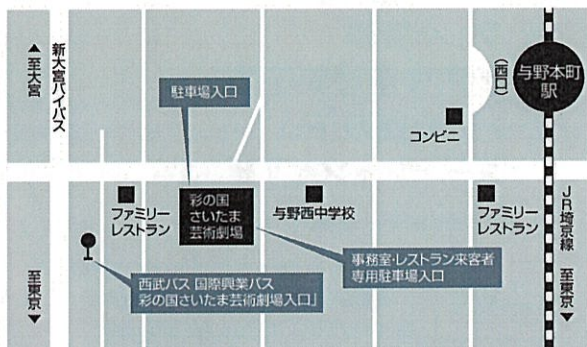 ▲至大宮
新大宮バイパス
駐車場入口
(西口)
与野本町
駅
コンビニ
ファミリー
レストラン
彩の国
さいたま
芸術劇場
与野西中学校
ファミリー
レストラン
JR埼京線
事務室・レストラン来客者
専用駐車場入口
西武バス 国際興業バス
彩の国さいたま芸術劇場入口」
至東京▼
至東京▼